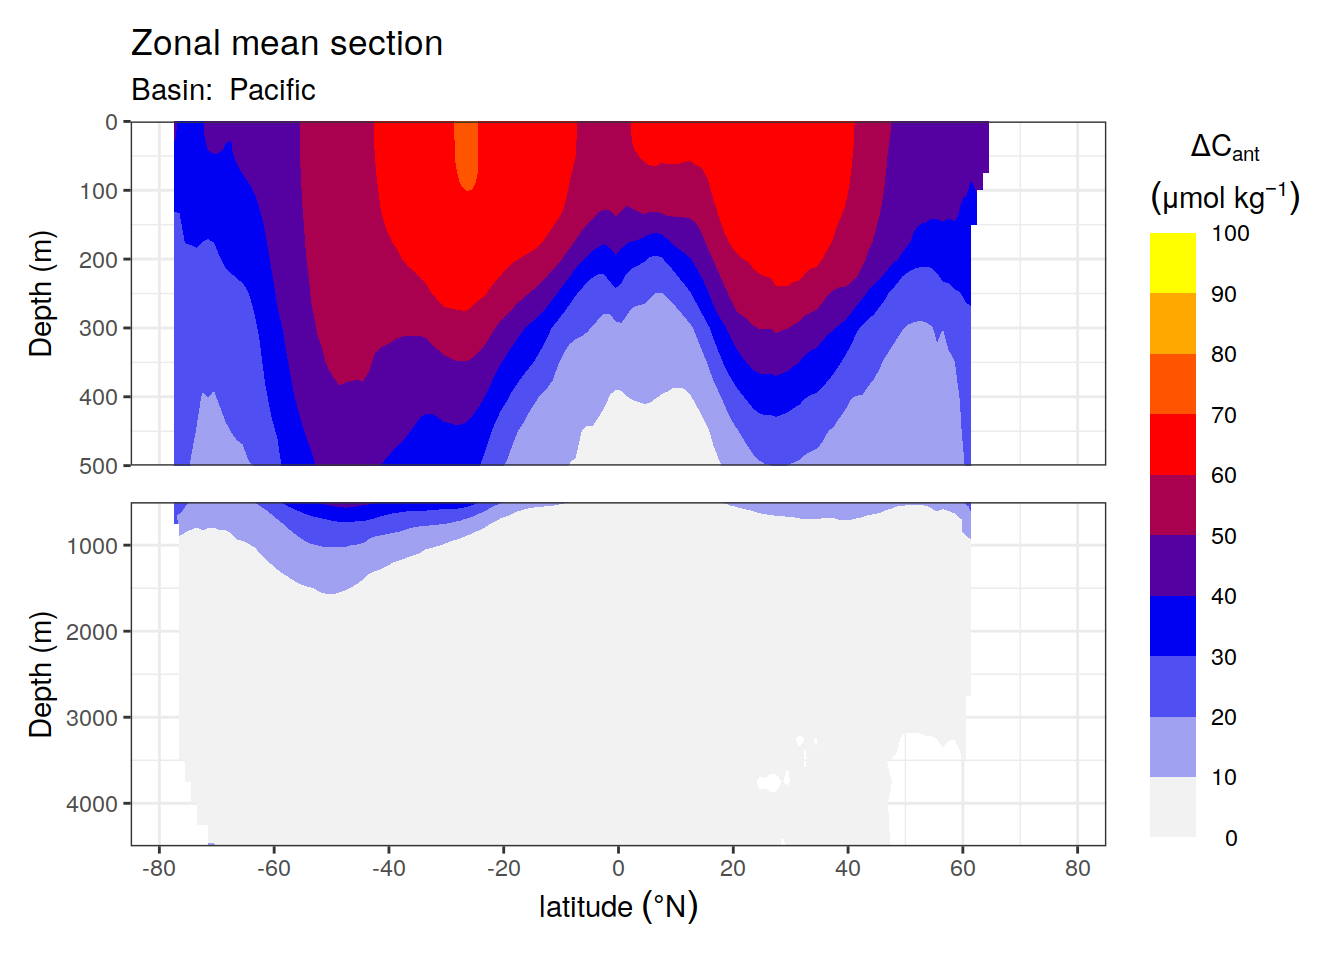 Zonal mean section
Basin:  Pacific
Depth (m)
0
100
200
300
400
500
Depth (m)
1000
2000
3000
4000
-80 -60 -40 -20 0 20 40 60 80
latitude (°N)
ΔCant
(μmol kg⁻¹)
100
90
80
70
60
50
40
30
20
10
0